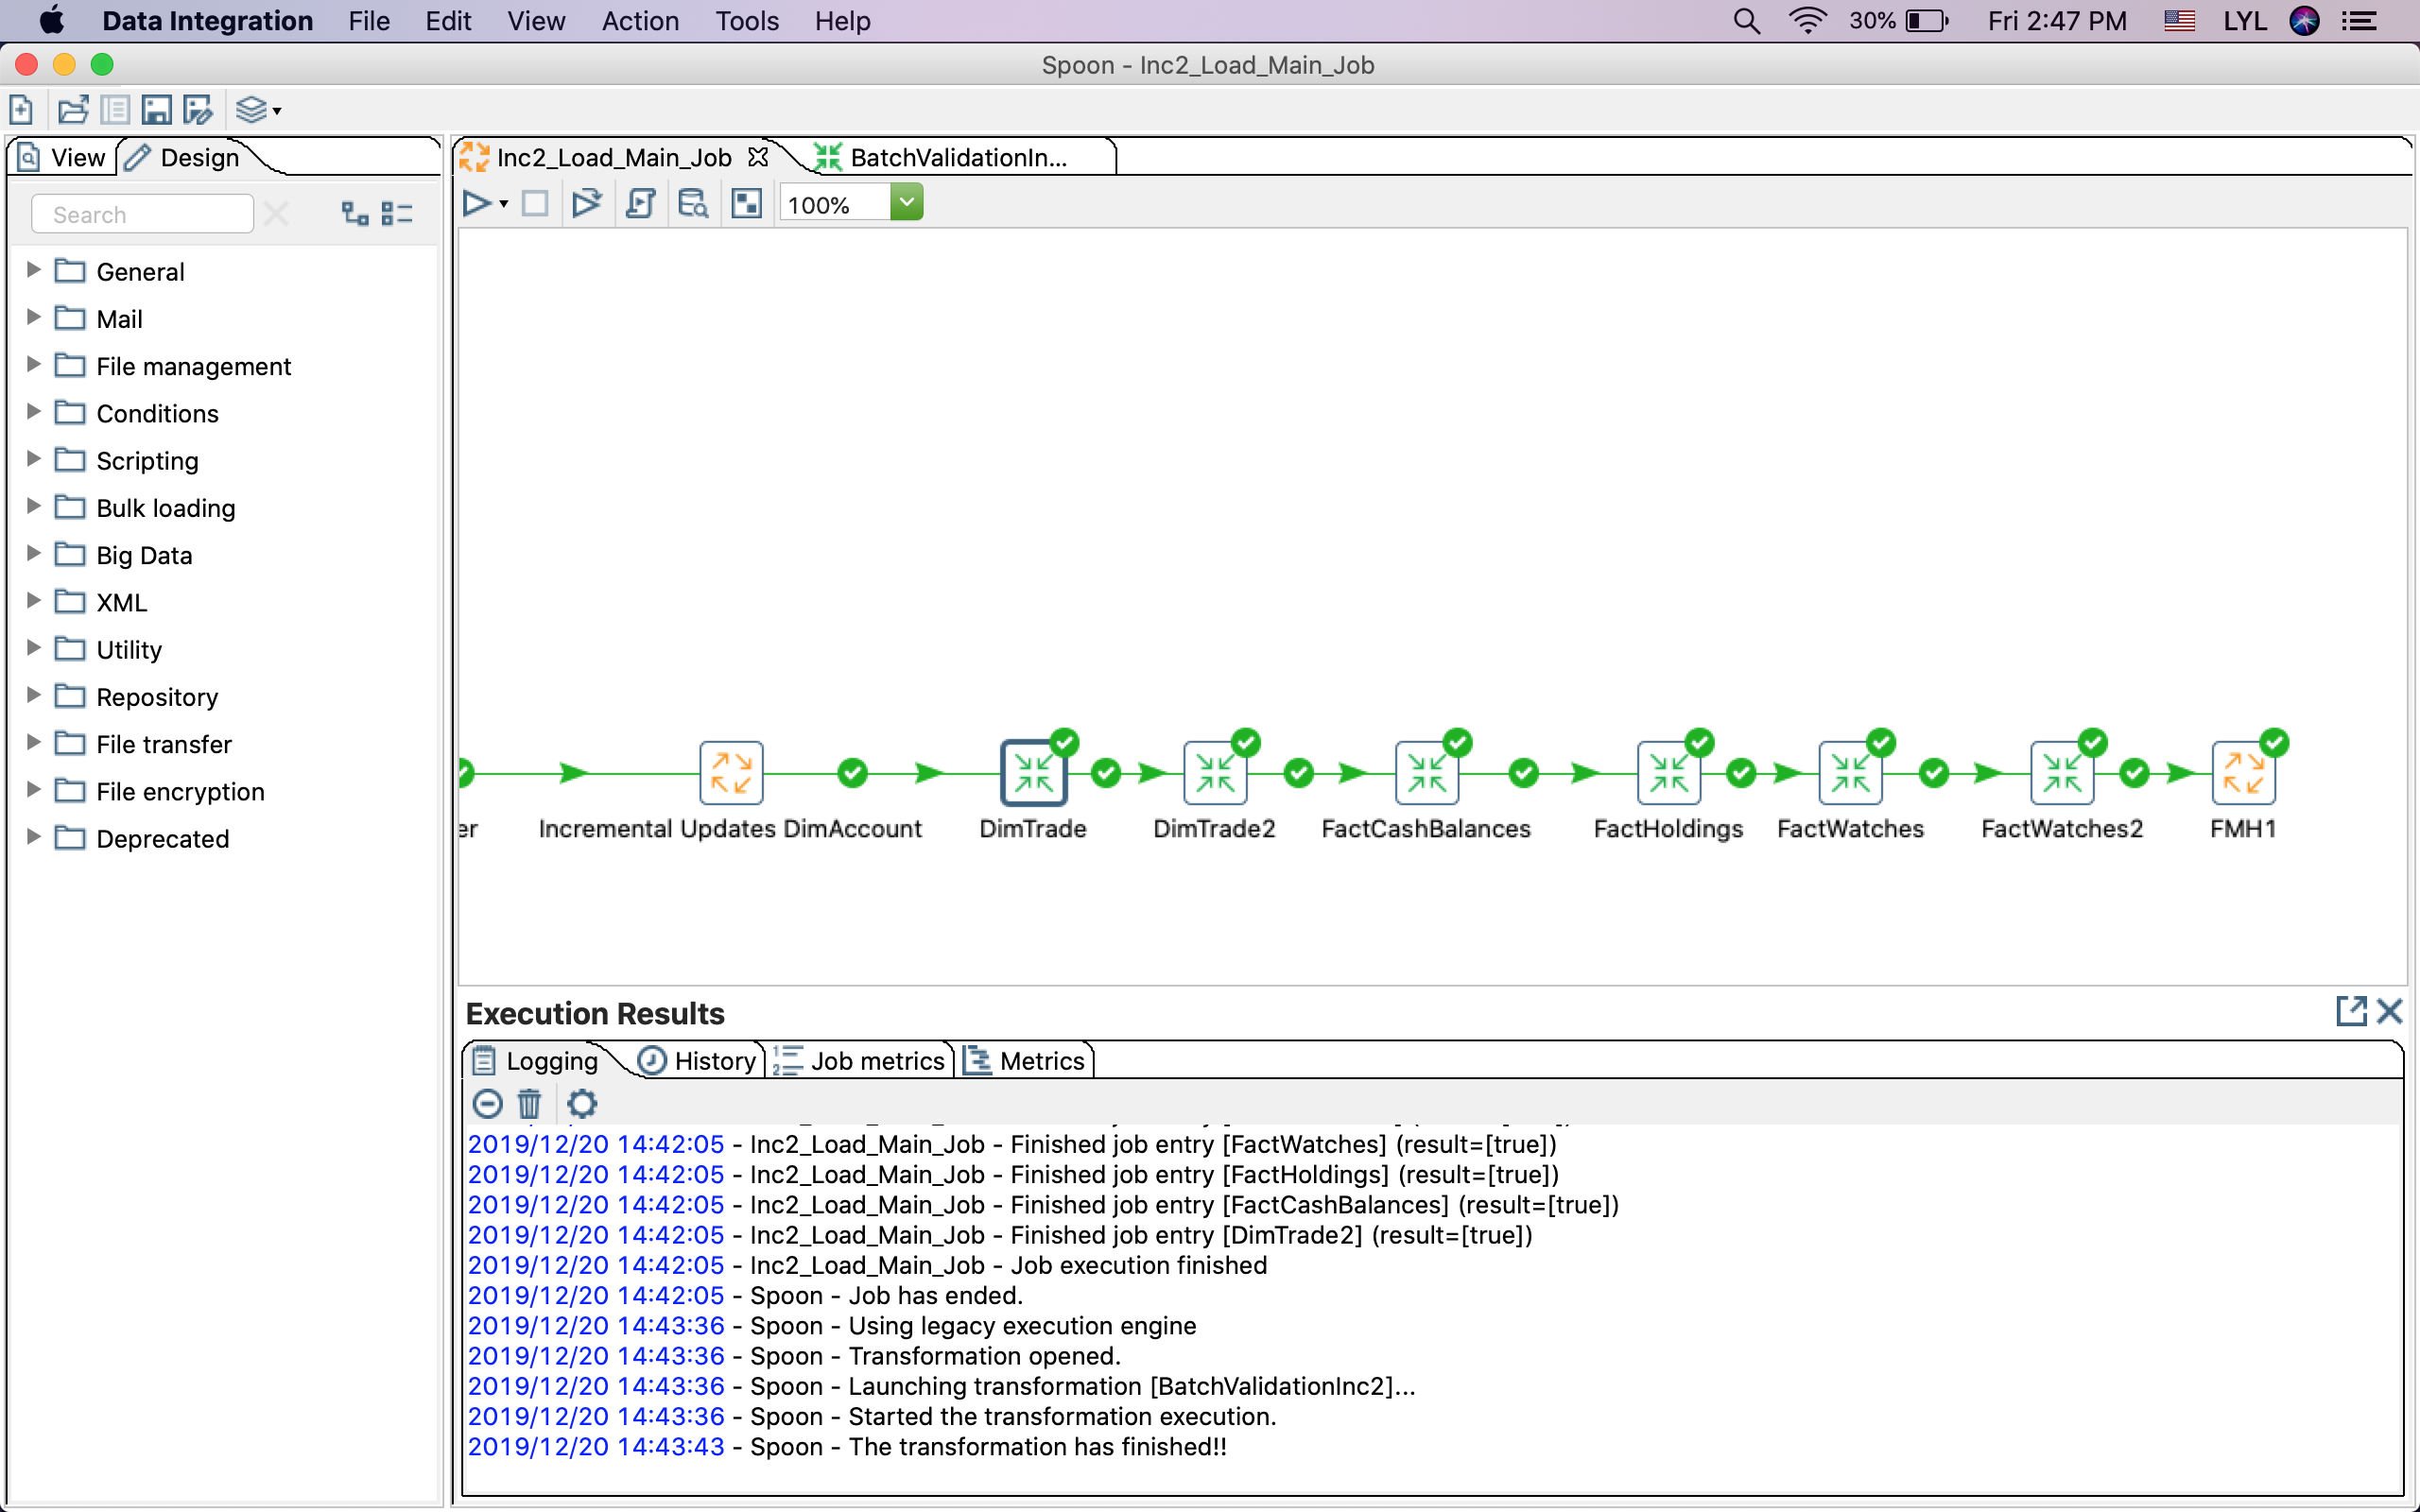 Data Integration File Edit View Action Tools Help 30% Fri 2:47 PM LYL
Spoon - Inc2_Load_Main_Job
View Design
Search
General
Mail
File management
Conditions
Scripting
Bulk loading
Big Data
XML
Utility
Repository
File transfer
File encryption
Deprecated
Inc2_Load_Main_Job BatchValidationIn...
100%
er Incremental Updates DimAccount DimTrade DimTrade2 FactCashBalances FactHoldings FactWatches FactWatches2 FMH1
Execution Results
Logging History Job metrics Metrics
2019/12/20 14:42:05 - Inc2_Load_Main_Job - Finished job entry [FactWatches] (result=[true])
2019/12/20 14:42:05 - Inc2_Load_Main_Job - Finished job entry [FactHoldings] (result=[true])
2019/12/20 14:42:05 - Inc2_Load_Main_Job - Finished job entry [FactCashBalances] (result=[true])
2019/12/20 14:42:05 - Inc2_Load_Main_Job - Finished job entry [DimTrade2] (result=[true])
2019/12/20 14:42:05 - Inc2_Load_Main_Job - Job execution finished
2019/12/20 14:42:05 - Spoon - Job has ended.
2019/12/20 14:43:36 - Spoon - Using legacy execution engine
2019/12/20 14:43:36 - Spoon - Transformation opened.
2019/12/20 14:43:36 - Spoon - Launching transformation [BatchValidationInc2]...
2019/12/20 14:43:36 - Spoon - Started the transformation execution.
2019/12/20 14:43:43 - Spoon - The transformation has finished!!